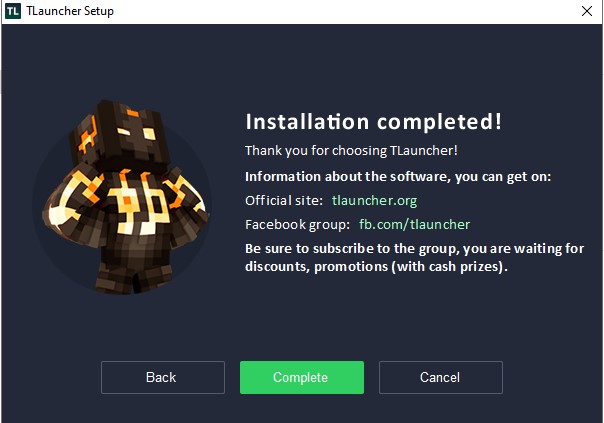 TL TLauncher Setup
Installation completed!
Thank you for choosing TLauncher!
Information about the software, you can get on:
Official site: tlauncher.org
Facebook group: fb.com/tlauncher
Be sure to subscribe to the group, you are waiting for
discounts, promotions (with cash prizes).
Back Complete Cancel